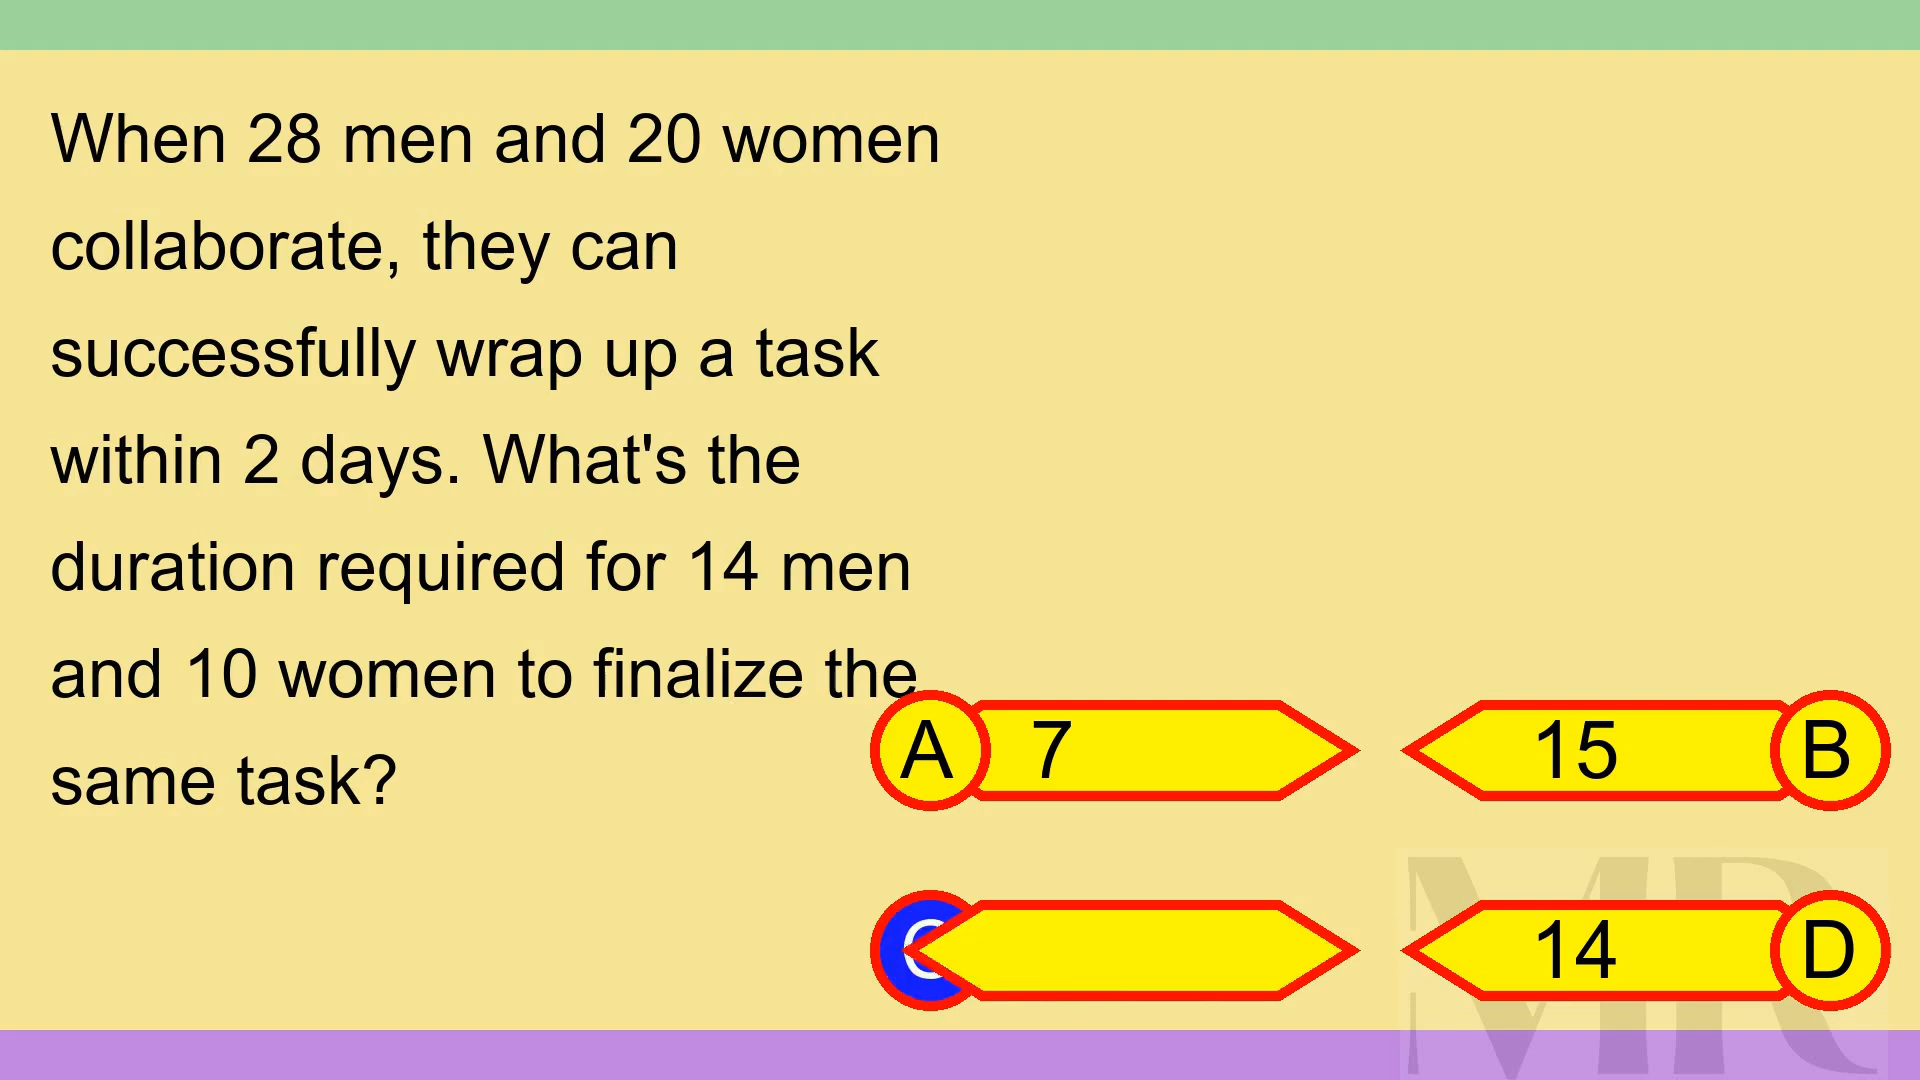 When 28 men and 20 women
collaborate, they can
successfully wrap up a task
within 2 days. What's the
duration required for 14 men
and 10 women to finalize the
same task?
A 7
15 B
C
14 D
MR